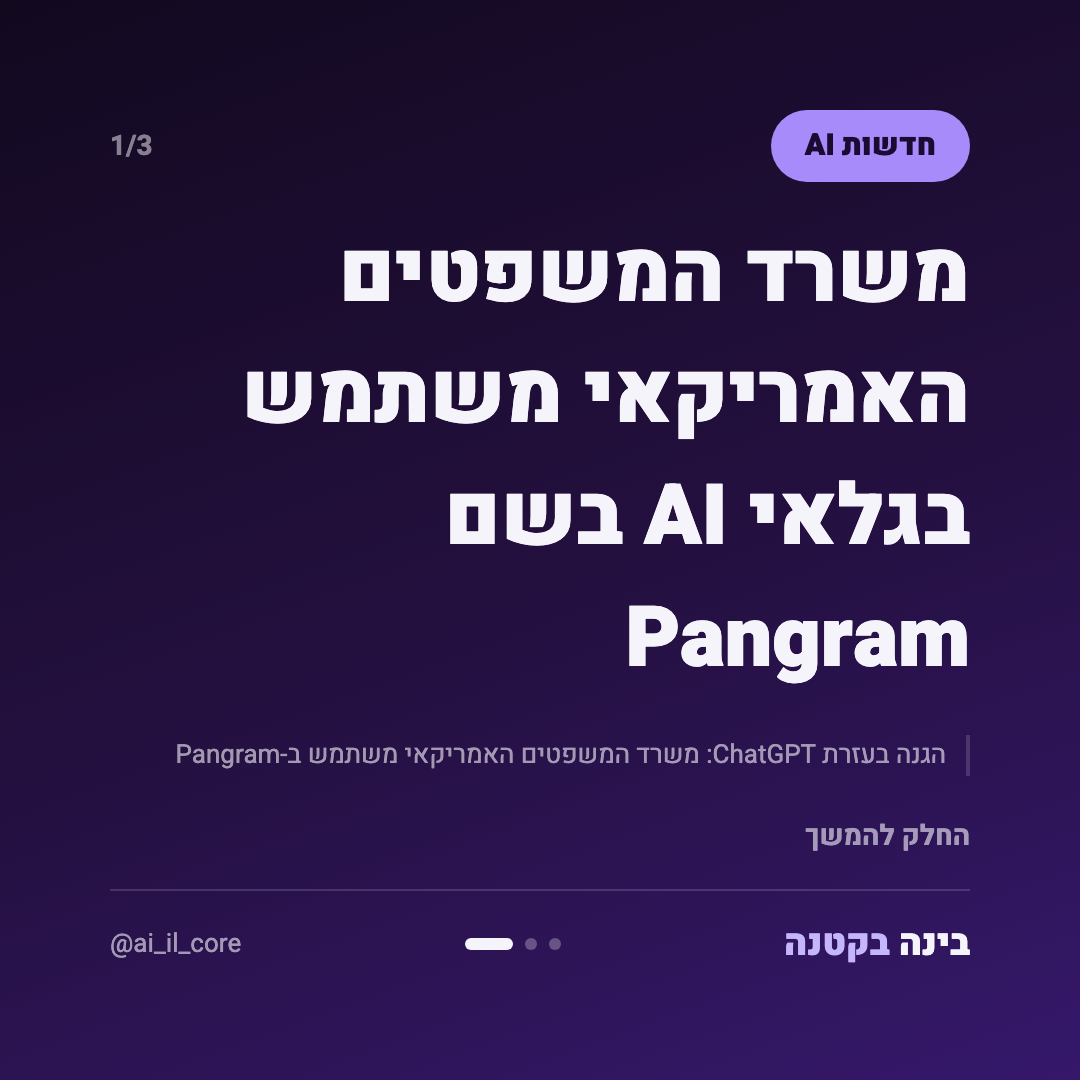 חדשות AI
1/3
משרד המשפטים
האמריקאי משתמש
בגלאי AI בשם
Pangram
הגנה בעזרת ChatGPT: משרד המשפטים האמריקאי משתמש ב-Pangram
החלק להמשך
בינה בקטנה
@ai_il_core